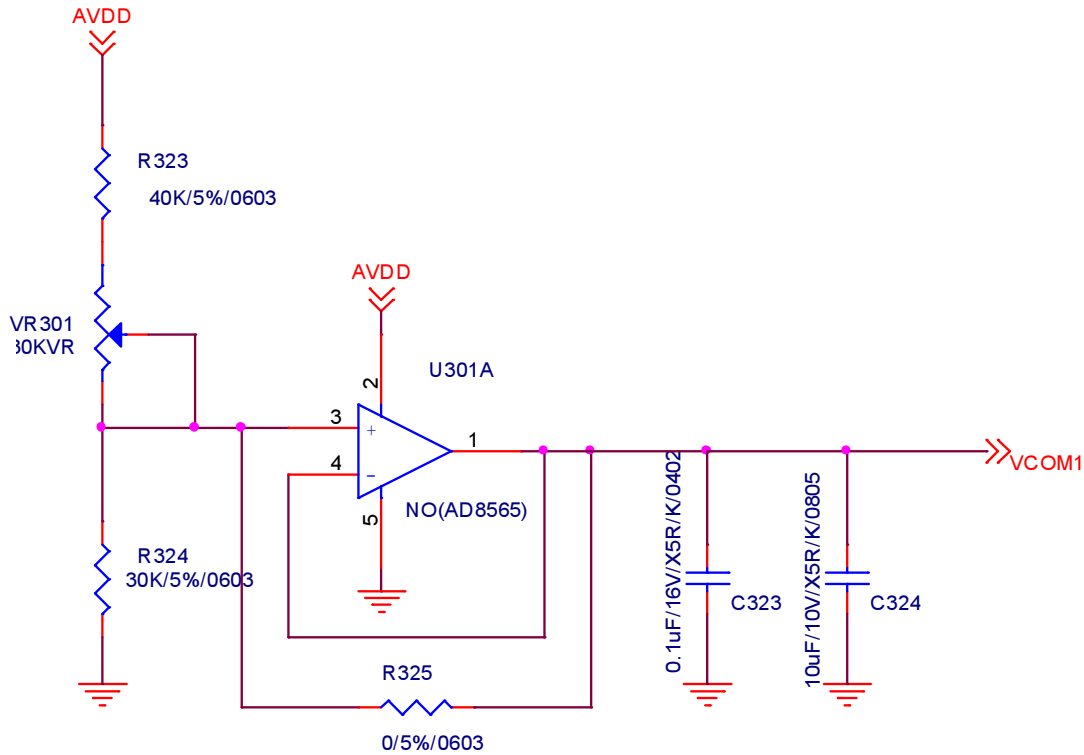 AVDD
R323
40K/5%/0603
VR301
AVDD
U301A
2
3
+
1
4
-
5
NO(AD8565)
VCOM1
R324
30K/5%/0603
0.1uF/16V/X5R/K/0402
C323
10uF/10V/X5R/K/0805
C324
R325
0/5%/0603